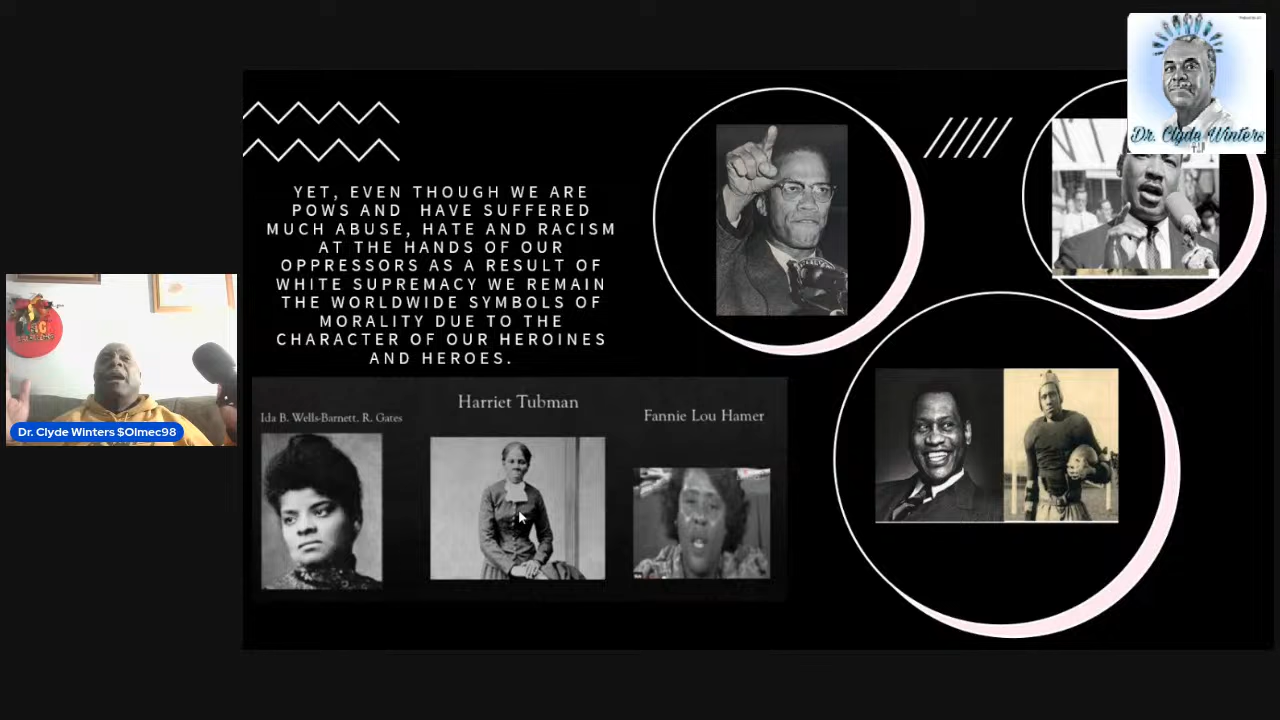 Dr. Clyde Winters
YET, EVEN THOUGH WE ARE
POWS AND HAVE SUFFERED
MUCH ABUSE, HATE AND RACISM
AT THE HANDS OF OUR
OPPRESSORS AS A RESULT OF
WHITE SUPREMACY WE REMAIN
THE WORLDWIDE SYMBOLS OF
MORALITY DUE TO THE
CHARACTER OF OUR HEROINES
AND HEROES.
Ida B. Wells-Barnett. R. Gates
Harriet Tubman
Fannie Lou Hamer
Dr. Clyde Winters $Olmec98